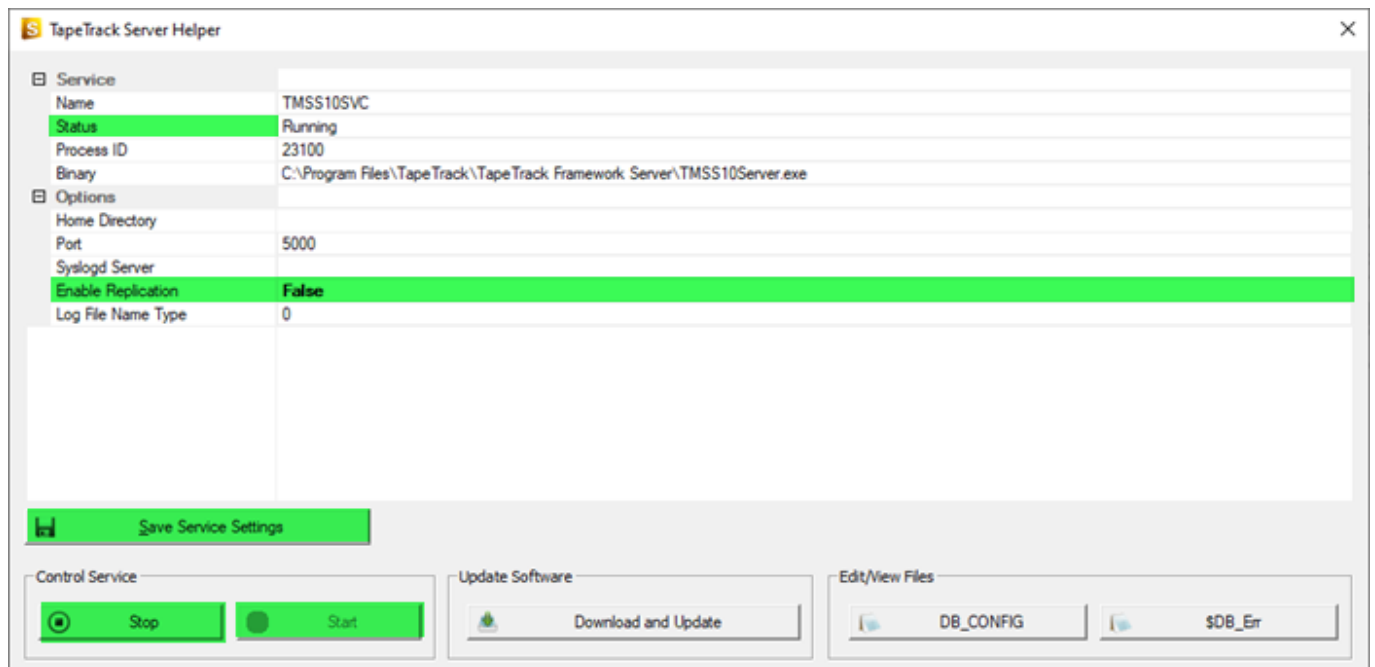 TapeTrack Server Helper
Service
Name TMSS10SVC
Status Running
Process ID 23100
Binary C:\Program Files\TapeTrack\TapeTrack Framework Server\TMSS10Server.exe
Options
Home Directory
Port 5000
Syslogd Server
Enable Replication False
Log File Name Type 0
Save Service Settings
Control Service Update Software Edit/View Files
Stop Start Download and Update DB_CONFIG $DB_Err